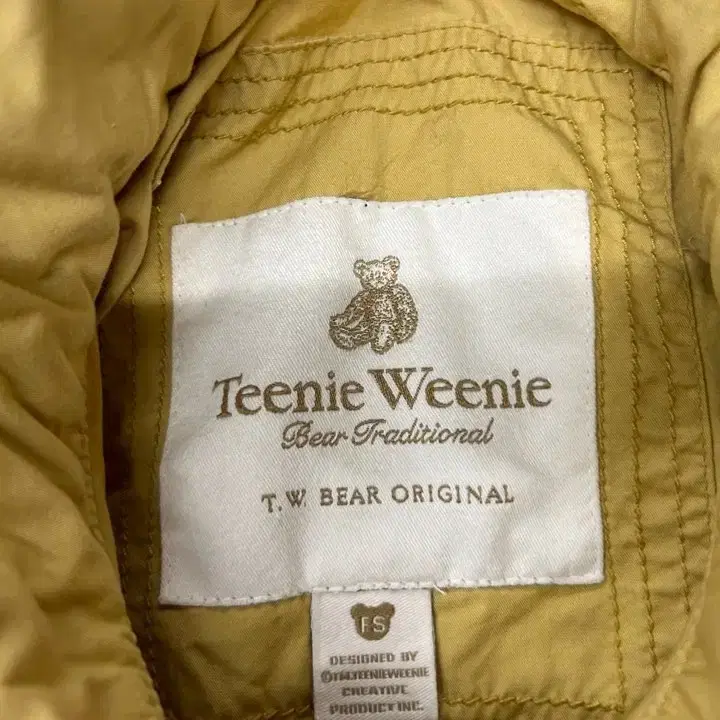 Teenie Weenie
Bear Traditional
T.W. BEAR ORIGINAL
FS
DESIGNED BY
©TM.TEENIEWEENIE
CREATIVE
PRODUCT INC.